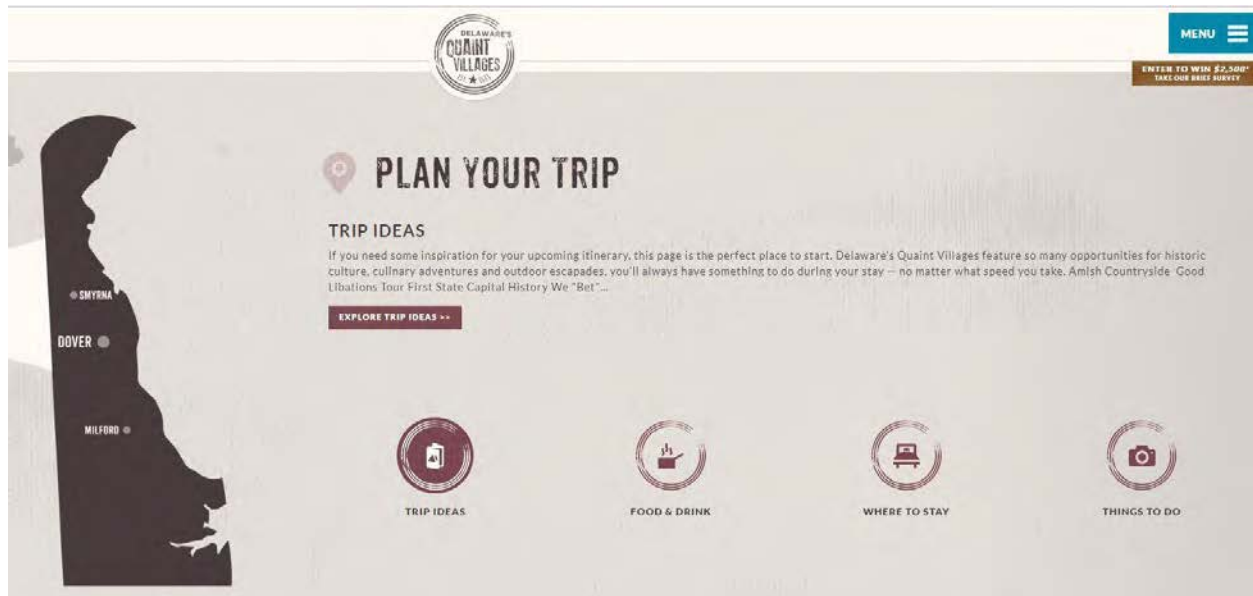 DELAWARE'S
QUAINT
VILLAGES
MENU
ENTER TO WIN $2,500*
TAKE OUR BRIEF SURVEY
PLAN YOUR TRIP
TRIP IDEAS
If you need some inspiration for your upcoming itinerary, this page is the perfect place to start. Delaware's Quaint Villages feature so many opportunities for historic
culture, culinary adventures and outdoor escapades, you'll always have something to do during your stay — no matter what speed you take. Amish Countryside Good
Libations Tour First State Capital History We "Bet"...
EXPLORE TRIP IDEAS >>
SMYRNA
DOVER
MILFORD
TRIP IDEAS
FOOD & DRINK
WHERE TO STAY
THINGS TO DO